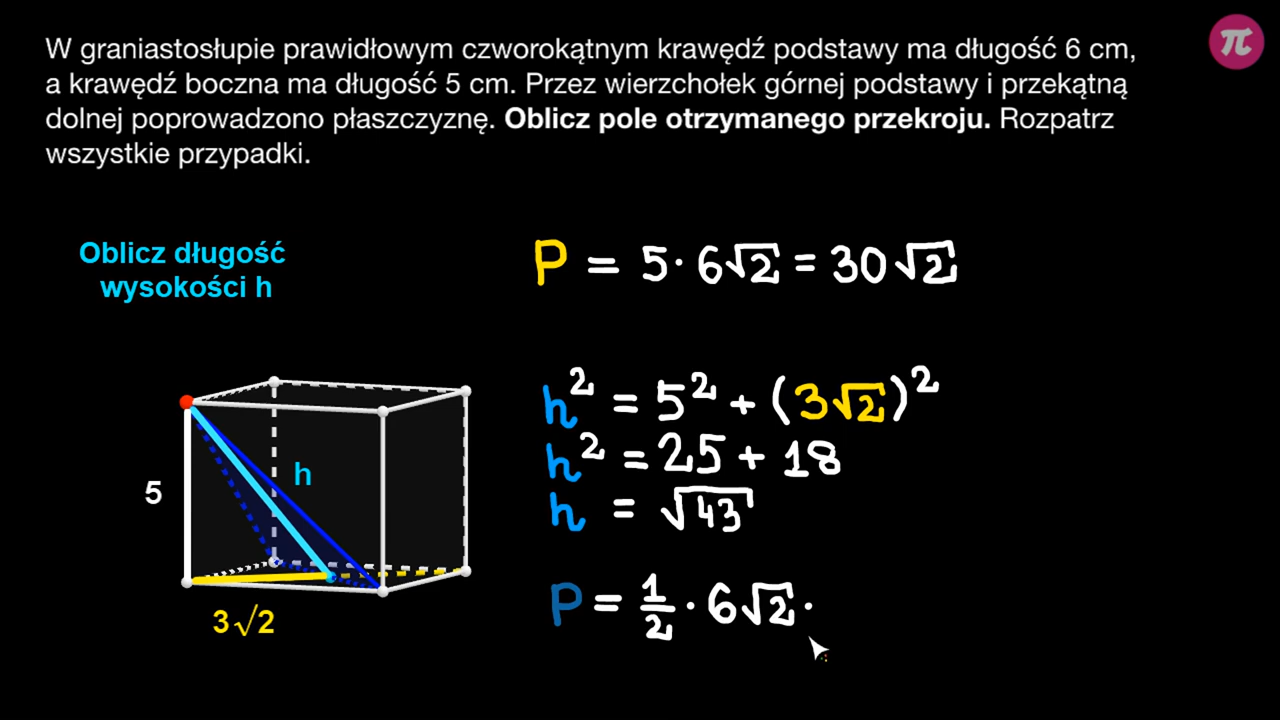 W graniastosłupie prawidłowym czworokątnym krawędź podstawy ma długość 6 cm,
a krawędź boczna ma długość 5 cm. Przez wierzchołek górnej podstawy i przekątną
dolnej poprowadzono płaszczyznę. Oblicz pole otrzymanego przekroju. Rozpatrz
wszystkie przypadki.
π
Oblicz długość
wysokości h
P = 5 · 6√2 = 30√2
h² = 5² + (3√2)²
h² = 25 + 18
h = √43
P = 1/2 · 6√2 ·
h
5
3√2